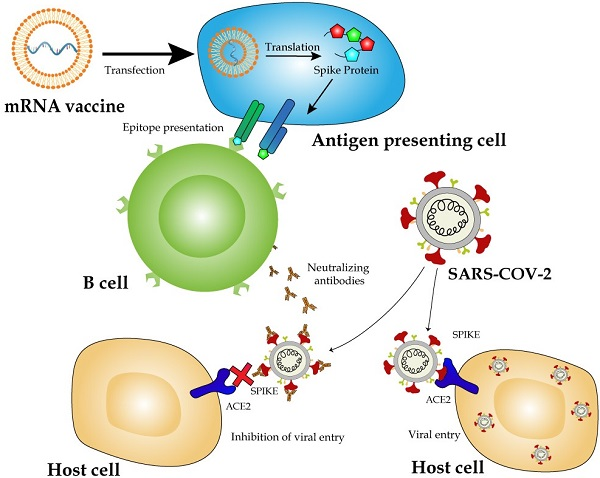 mRNA vaccine
Transfection
Translation
Spike Protein
Antigen presenting cell
Epitope presentation
B cell
SARS-COV-2
Neutralizing
antibodies
SPIKE
ACE2
Inhibition of viral entry
Host cell
SPIKE
ACE2
Viral entry
Host cell